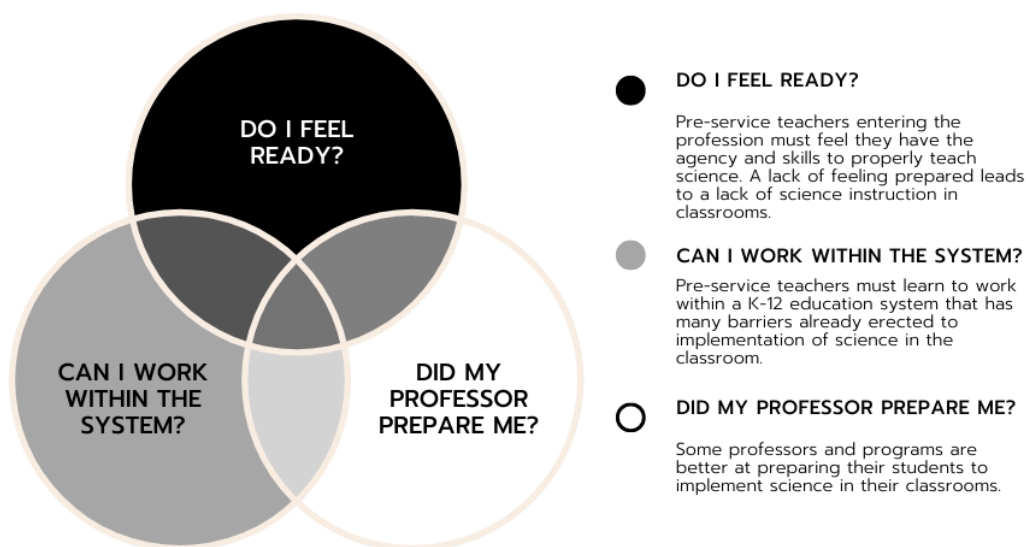 DO I FEEL
READY?
CAN I WORK
WITHIN THE
SYSTEM?
DID MY
PROFESSOR
PREPARE ME?
DO I FEEL READY?
Pre-service teachers entering the
profession must feel they have the
agency and skills to properly teach
science. A lack of feeling prepared leads
to a lack of science instruction in
classrooms.
CAN I WORK WITHIN THE SYSTEM?
Pre-service teachers must learn to work
within a K-12 education system that has
many barriers already erected to
implementation of science in the
classroom.
DID MY PROFESSOR PREPARE ME?
Some professors and programs are
better at preparing their students to
implement science in their classrooms.